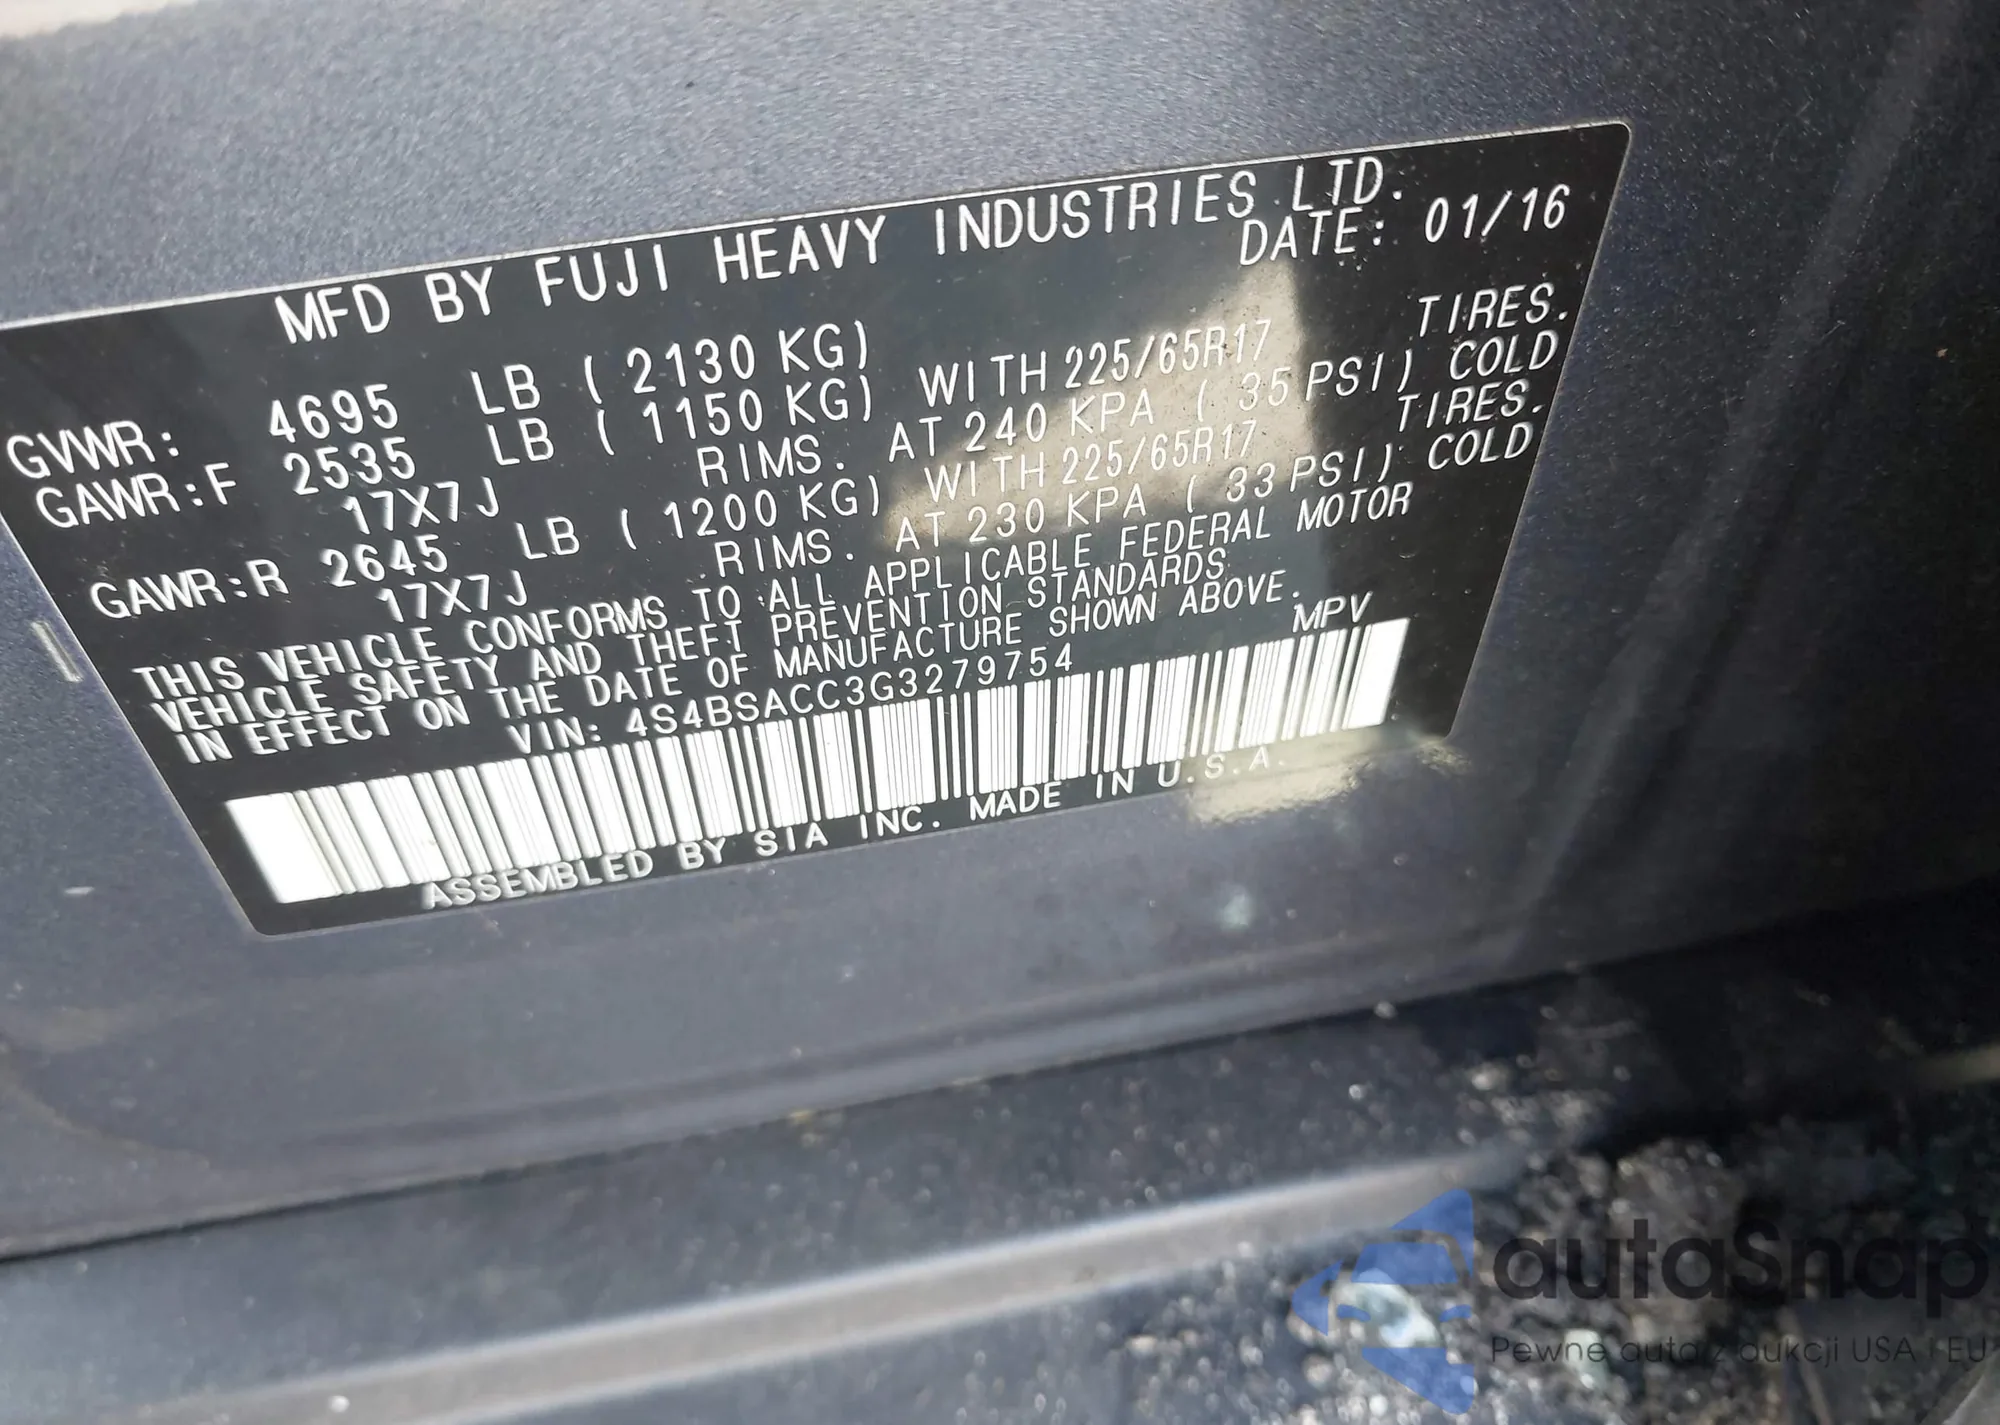 MFD BY FUJI HEAVY INDUSTRIES LTD.
DATE: 01/16
GVWR: 4695 LB ( 2130 KG)
GAWR:F 2535 LB ( 1150 KG) WITH 225/65R17 TIRES.
17X7J RIMS. AT 240 KPA ( 35 PSI) COLD
GAWR:R 2645 LB ( 1200 KG) WITH 225/65R17 TIRES.
17X7J RIMS. AT 230 KPA ( 33 PSI) COLD
THIS VEHICLE CONFORMS TO ALL APPLICABLE FEDERAL MOTOR
VEHICLE SAFETY AND THEFT PREVENTION STANDARDS
IN EFFECT ON THE DATE OF MANUFACTURE SHOWN ABOVE.
VIN: 4S4BSACC3G3279754 MPV
ASSEMBLED BY SIA INC. MADE IN U.S.A.
autaSnap
Pewne auta z aukcji USA i EU